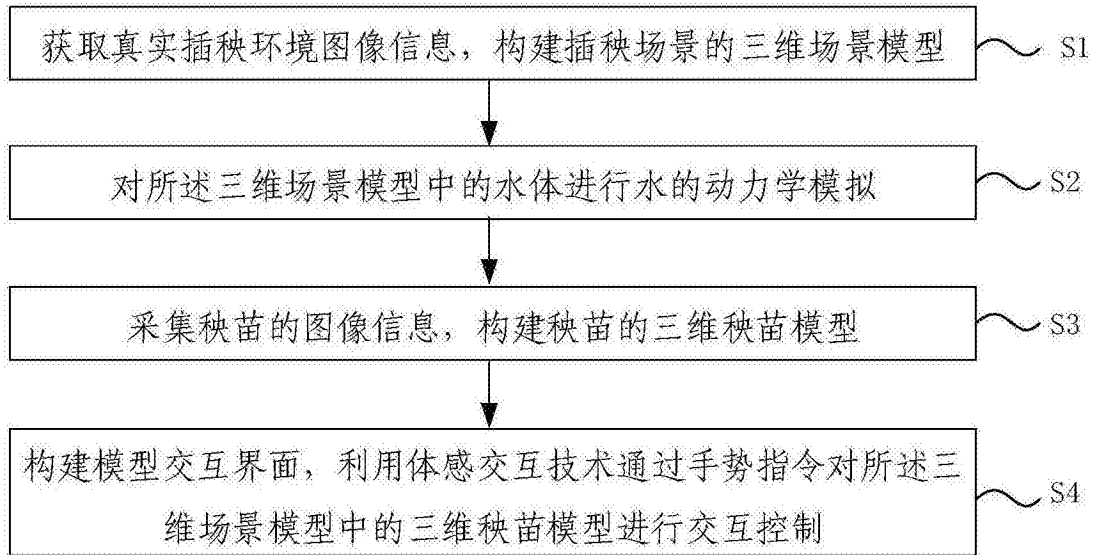 获取真实插秧环境图像信息，构建插秧场景的三维场景模型
S1
对所述三维场景模型中的水体进行水的动力学模拟
S2
采集秧苗的图像信息，构建秧苗的三维秧苗模型
S3
构建模型交互界面，利用体感交互技术通过手势指令对所述三
维场景模型中的三维秧苗模型进行交互控制
S4